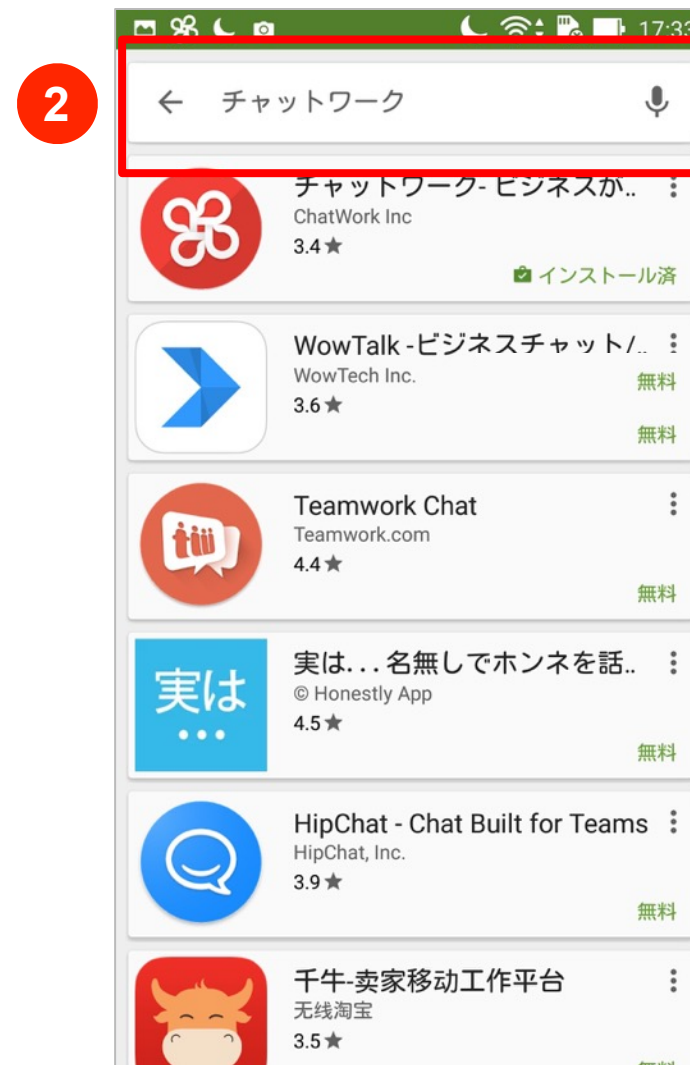 17:33
2
チャットワーク
チャットワーク- ビジネスが..
ChatWork Inc
3.4★
インストール済
WowTalk -ビジネスチャット/..
WowTech Inc.
無料
3.6★
無料
Teamwork Chat
Teamwork.com
4.4★
無料
実は
...
実は...名無しでホンネを話..
© Honestly App
4.5★
無料
HipChat - Chat Built for Teams
HipChat, Inc.
3.9★
無料
千牛-卖家移动工作平台
无线淘宝
3.5★
無料